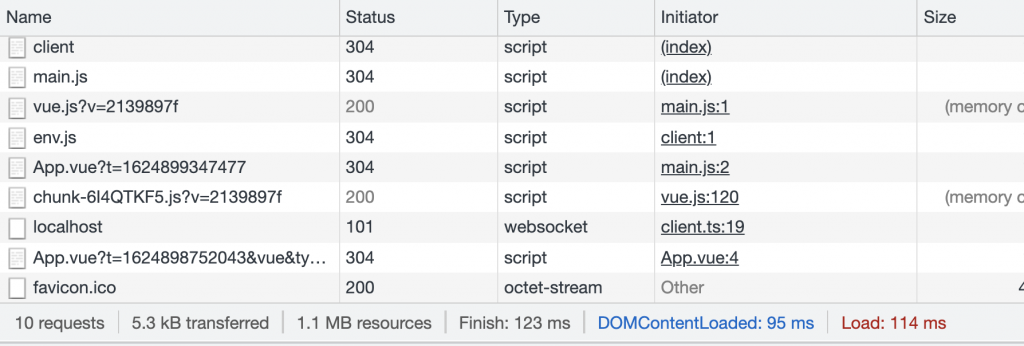 Name Status Type Initiator Size
client 304 script (index)
main.js 304 script (index)
vue.js?v=2139897f 200 script main.js:1 (memory c
env.js 304 script client:1
App.vue?t=1624899347477 304 script main.js:2
chunk-6I4QTKF5.js?v=2139897f 200 script vue.js:120 (memory c
localhost 101 websocket client.ts:19
App.vue?t=1624898752043&vue&ty… 304 script App.vue:4
favicon.ico 200 octet-stream Other 4
10 requests 5.3 kB transferred 1.1 MB resources Finish: 123 ms DOMContentLoaded: 95 ms Load: 114 ms